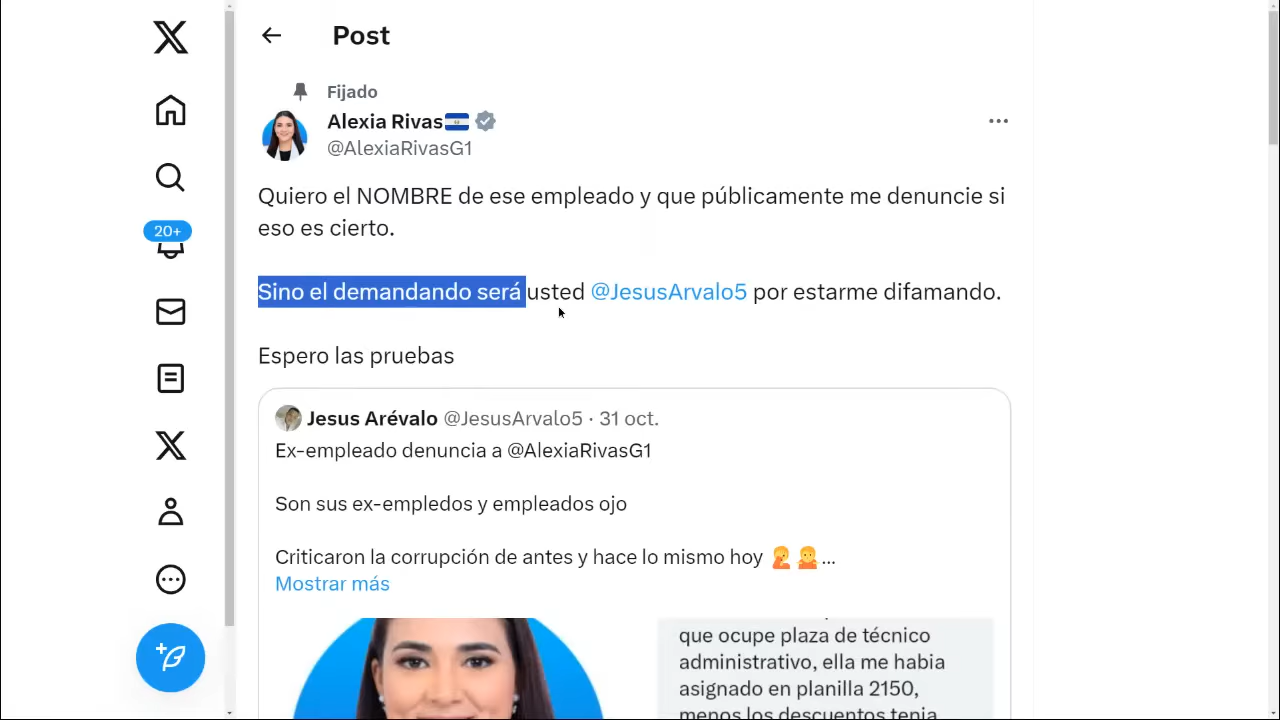 Post
Fijado
Alexia Rivas
@AlexiaRivasG1
Quiero el NOMBRE de ese empleado y que públicamente me denuncie si
eso es cierto.
20+
Sino el demandando será usted @JesusArvalo5 por estarme difamando.
Espero las pruebas
Jesus Arévalo @JesusArvalo5 · 31 oct.
Ex-empleado denuncia a @AlexiaRivasG1
Son sus ex-empledos y empleados ojo
Criticaron la corrupción de antes y hace lo mismo hoy 🤦 🤷 ...
Mostrar más
que ocupe plaza de técnico
administrativo, ella me habia
asignado en planilla 2150,
menos los descuentos tenia